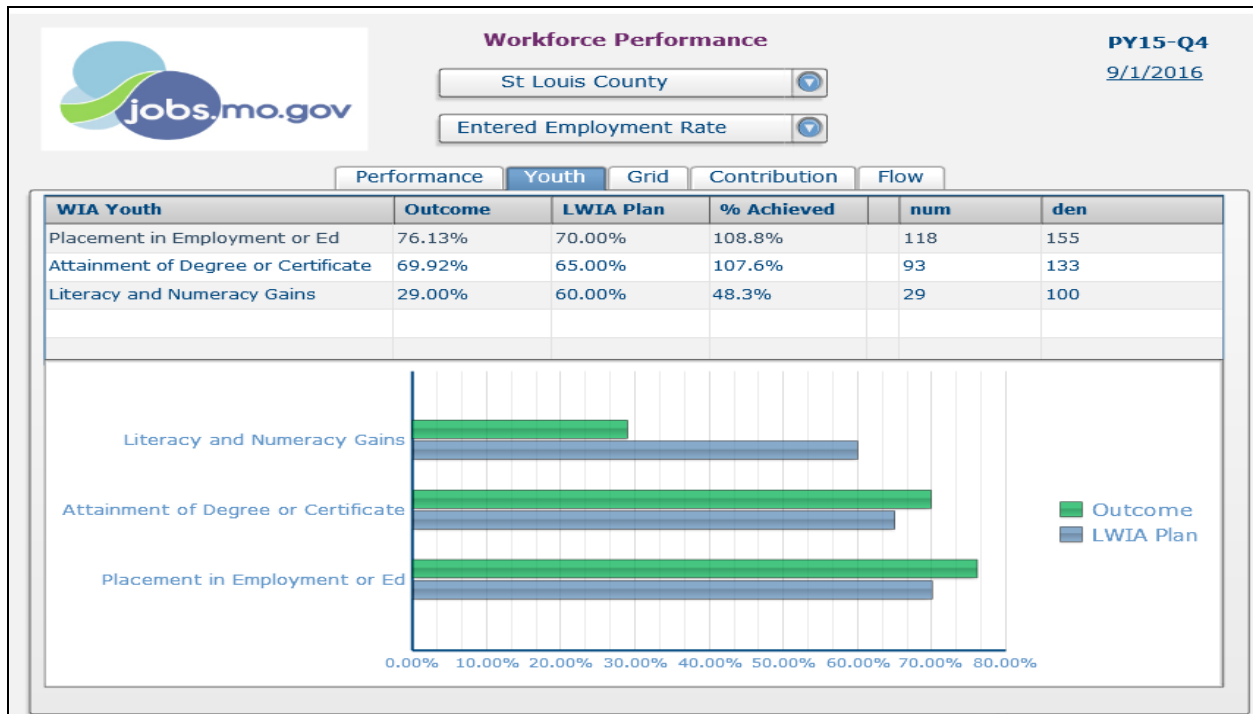 Workforce Performance
PY15-Q4
jobs.mo.gov
St Louis County
9/1/2016
Entered Employment Rate
Performance Youth Grid Contribution Flow
WIA Youth Outcome LWIA Plan % Achieved num den
Placement in Employment or Ed 76.13% 70.00% 108.8% 118 155
Attainment of Degree or Certificate 69.92% 65.00% 107.6% 93 133
Literacy and Numeracy Gains 29.00% 60.00% 48.3% 29 100
Literacy and Numeracy Gains
Attainment of Degree or Certificate
Placement in Employment or Ed
Outcome
LWIA Plan
0.00% 10.00% 20.00% 30.00% 40.00% 50.00% 60.00% 70.00% 80.00%